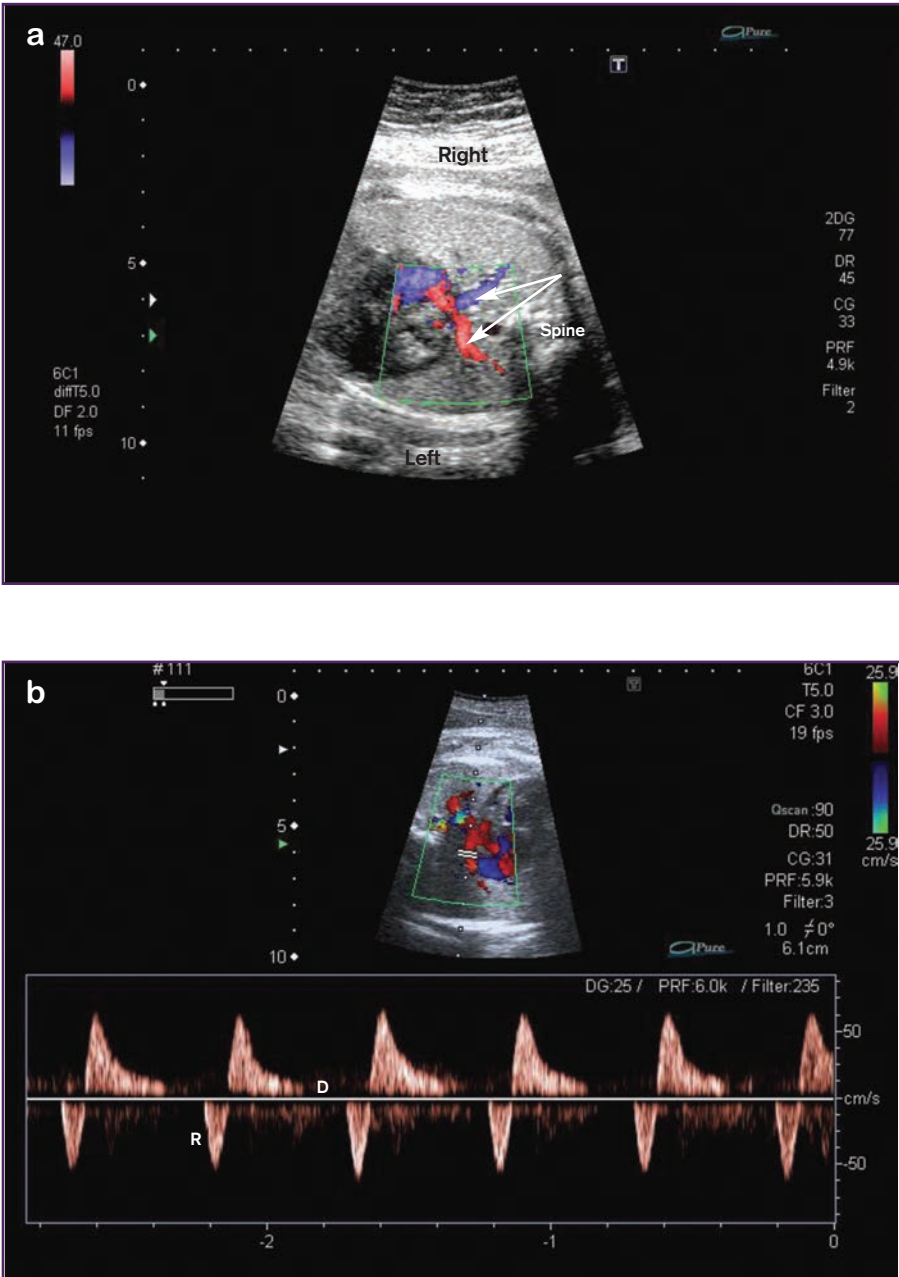 a
47.0
aPure
T
0
Right
2DG
77
DR
45
CG
33
PRF
4.9k
Filter
2
5
Spine
6C1
diffT5.0
DF 2.0
11 fps
10
Left
b
# 111
6C1
T5.0
CF 3.0
19 fps
25.9
0
5
10
Qscan:90
DR:50
CG:31
PRF:5.9k
Filter:3
1.0 0°
6.1cm
25.9
cm/s
aPure
DG:25 / PRF:6.0k / Filter:235
50
D
cm/s
R
-50
-2 -1 0